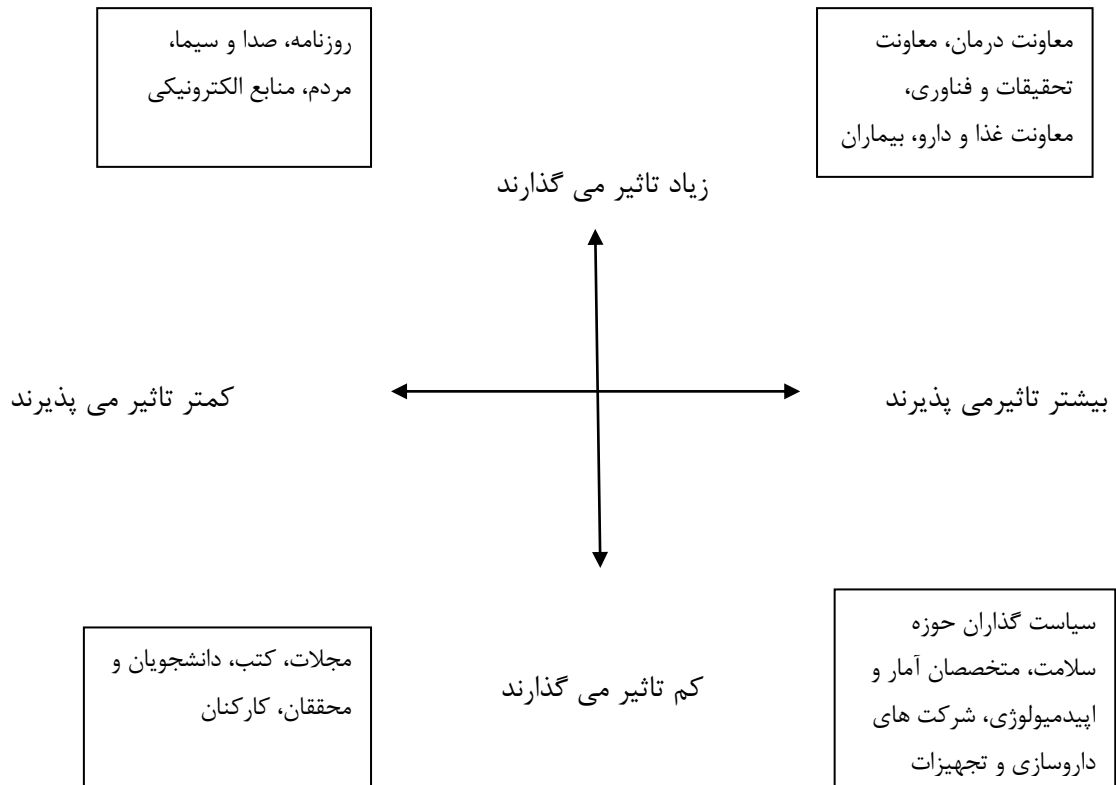 معاونت درمان، معاونت
تحقیقات و فناوری،
معاونت غذا و دارو، بیماران
روزنامه، صدا و سیما،
مردم، منابع الکترونیکی
زیاد تاثیر می گذارند
بیشتر تاثیرمی پذیرند
کمتر تاثیر می پذیرند
سیاست گذاران حوزه
سلامت، متخصصان آمار و
اپیدمیولوژی، شرکت های
داروسازی و تجهیزات
کم تاثیر می گذارند
مجلات، کتب، دانشجویان و
محققان، کارکنان